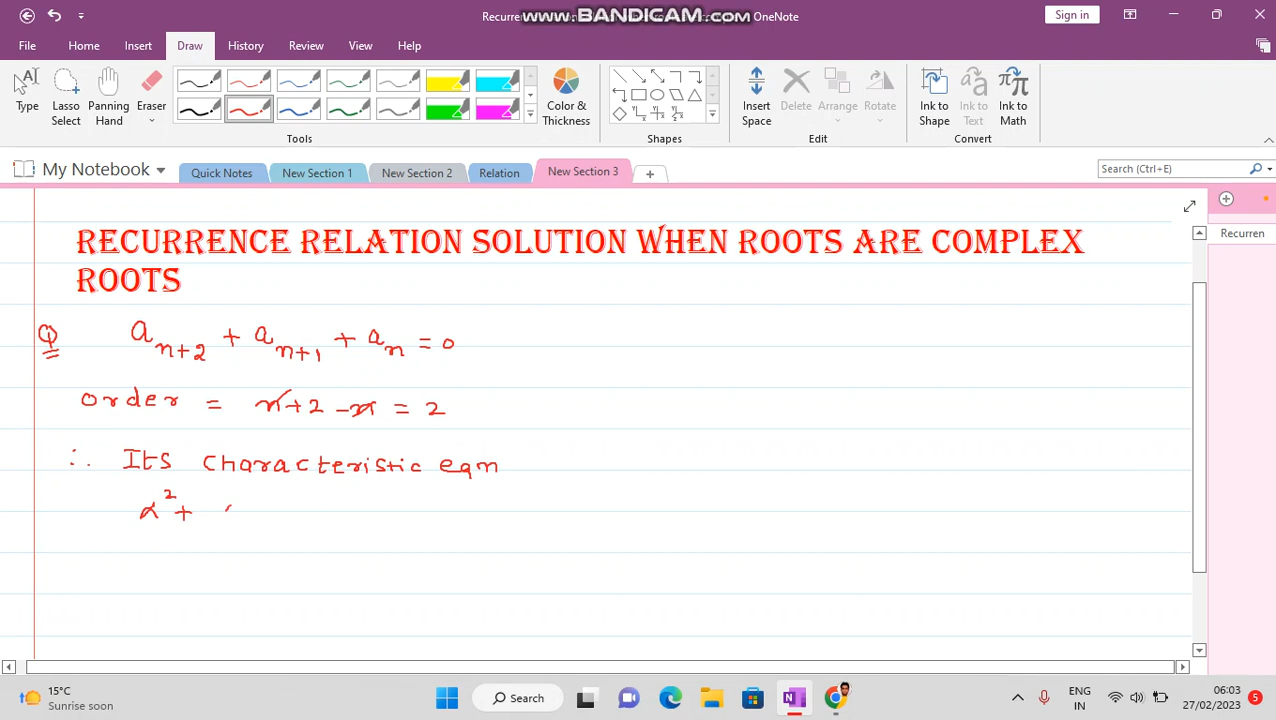 Recurren
www.BANDICAM.com
OneNote
Sign in
File Home Insert Draw History Review View Help
Type
Lasso Select
Panning Hand
Eraser
Color & Thickness
Insert Space
Delete
Arrange
Rotate
Ink to Shape
Ink to Text
Ink to Math
Tools
Shapes
Edit
Convert
My Notebook
Quick Notes
New Section 1
New Section 2
Relation
New Section 3
Search (Ctrl+E)
Recurren
RECURRENCE RELATION SOLUTION WHEN ROOTS ARE COMPLEX
ROOTS
Q a_{n+2} + a_{n+1} + a_n = 0
order = n+2 -n = 2
∴ Its characteristic eqn
α² +
15°C
Sunrise soon
Search
ENG
IN
06:03
27/02/2023
5